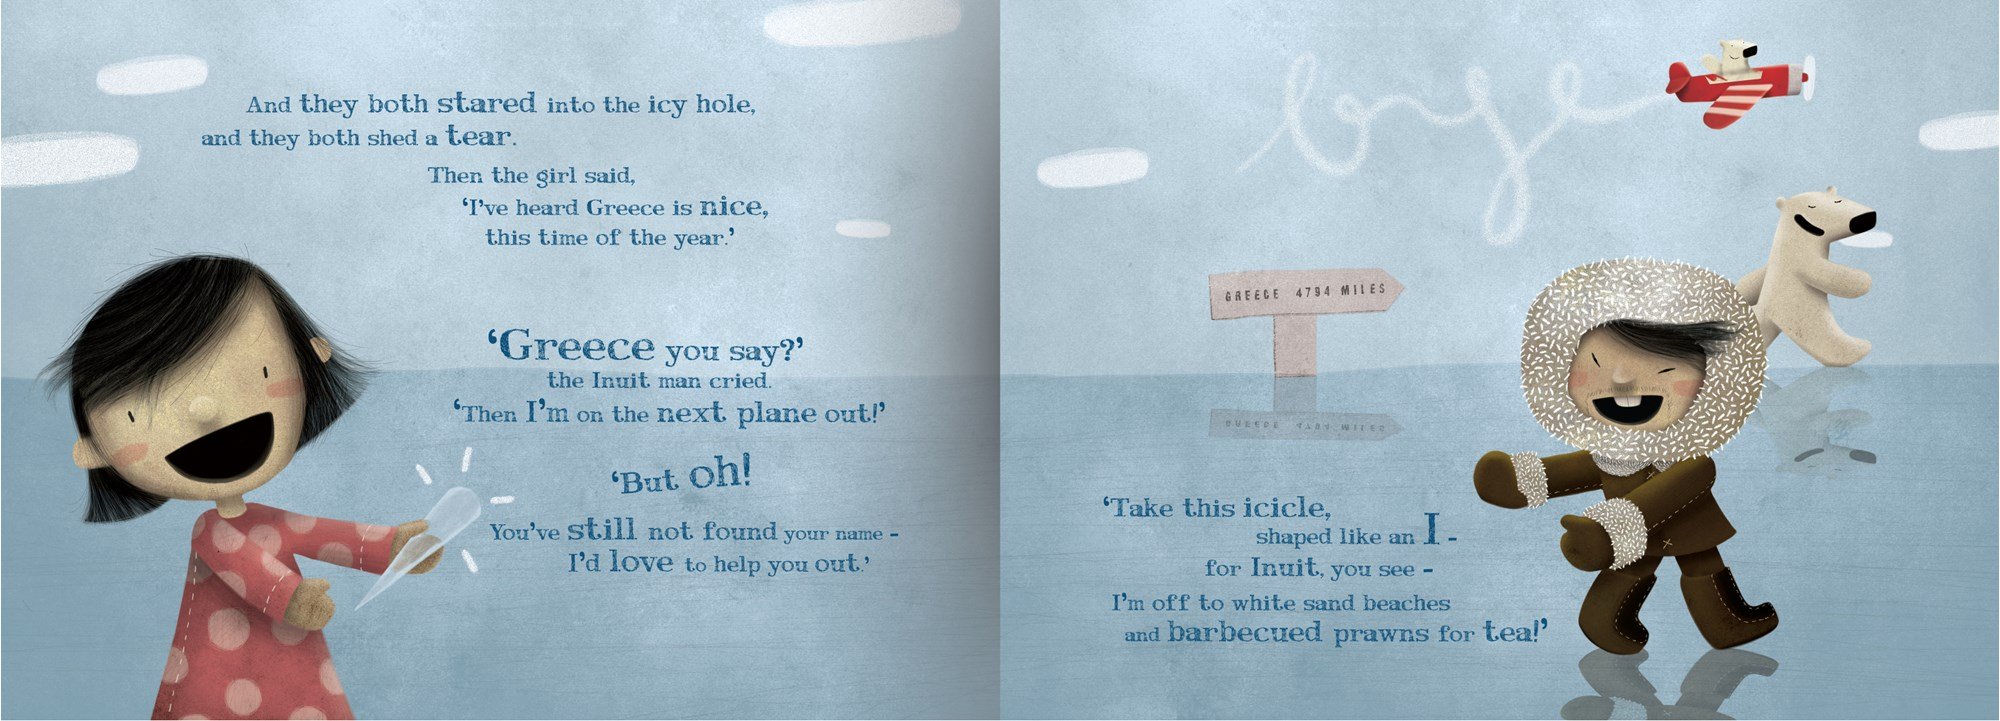 And they both stared into the icy hole,
and they both shed a tear.
Then the girl said,
‘I’ve heard Greece is nice,
this time of the year.’
‘Greece you say?’
the Inuit man cried.
‘Then I’m on the next plane out!’
‘But oh!
You’ve still not found your name –
I’d love to help you out.’
bye
GREECE 4794 MILES
‘Take this icicle,
shaped like an I –
for Inuit, you see –
I’m off to white sand beaches
and barbecued prawns for tea!’